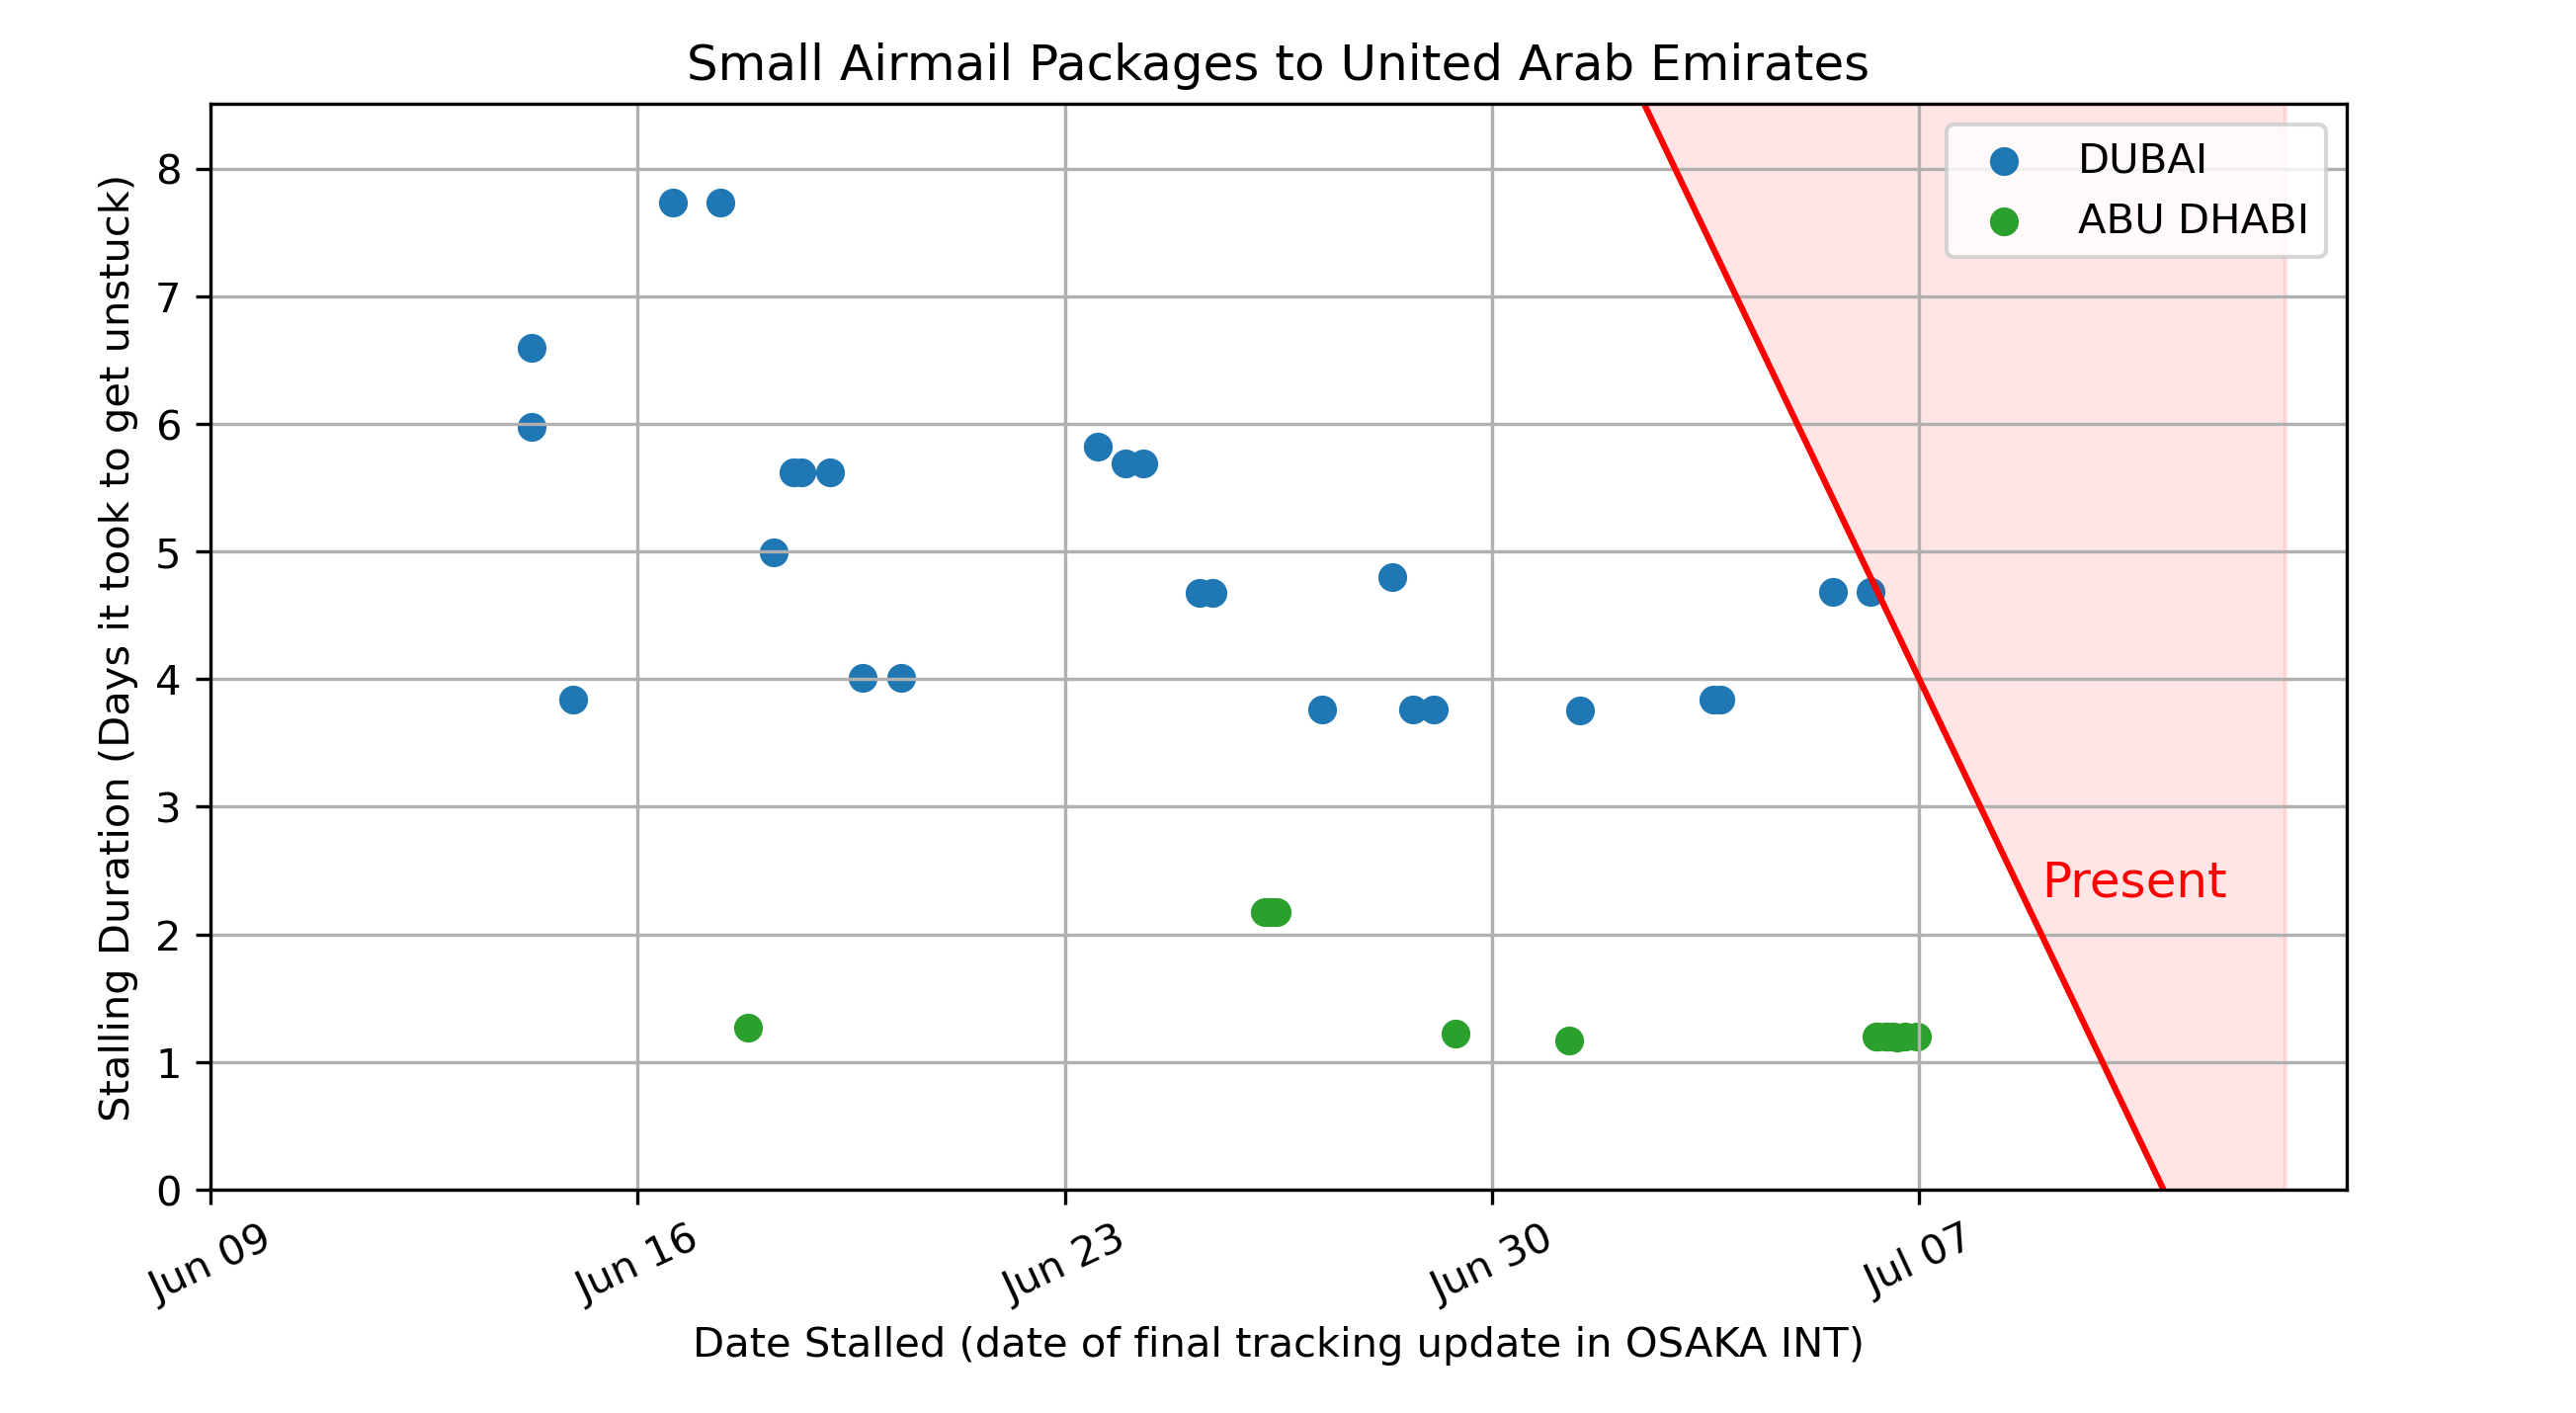 Small Airmail Packages to United Arab Emirates
DUBAI
ABU DHABI
Present
Stalling Duration (Days it took to get unstuck)
8
7
6
5
4
3
2
1
0
Jun 09
Jun 16
Jun 23
Jun 30
Jul 07
Date Stalled (date of final tracking update in OSAKA INT)